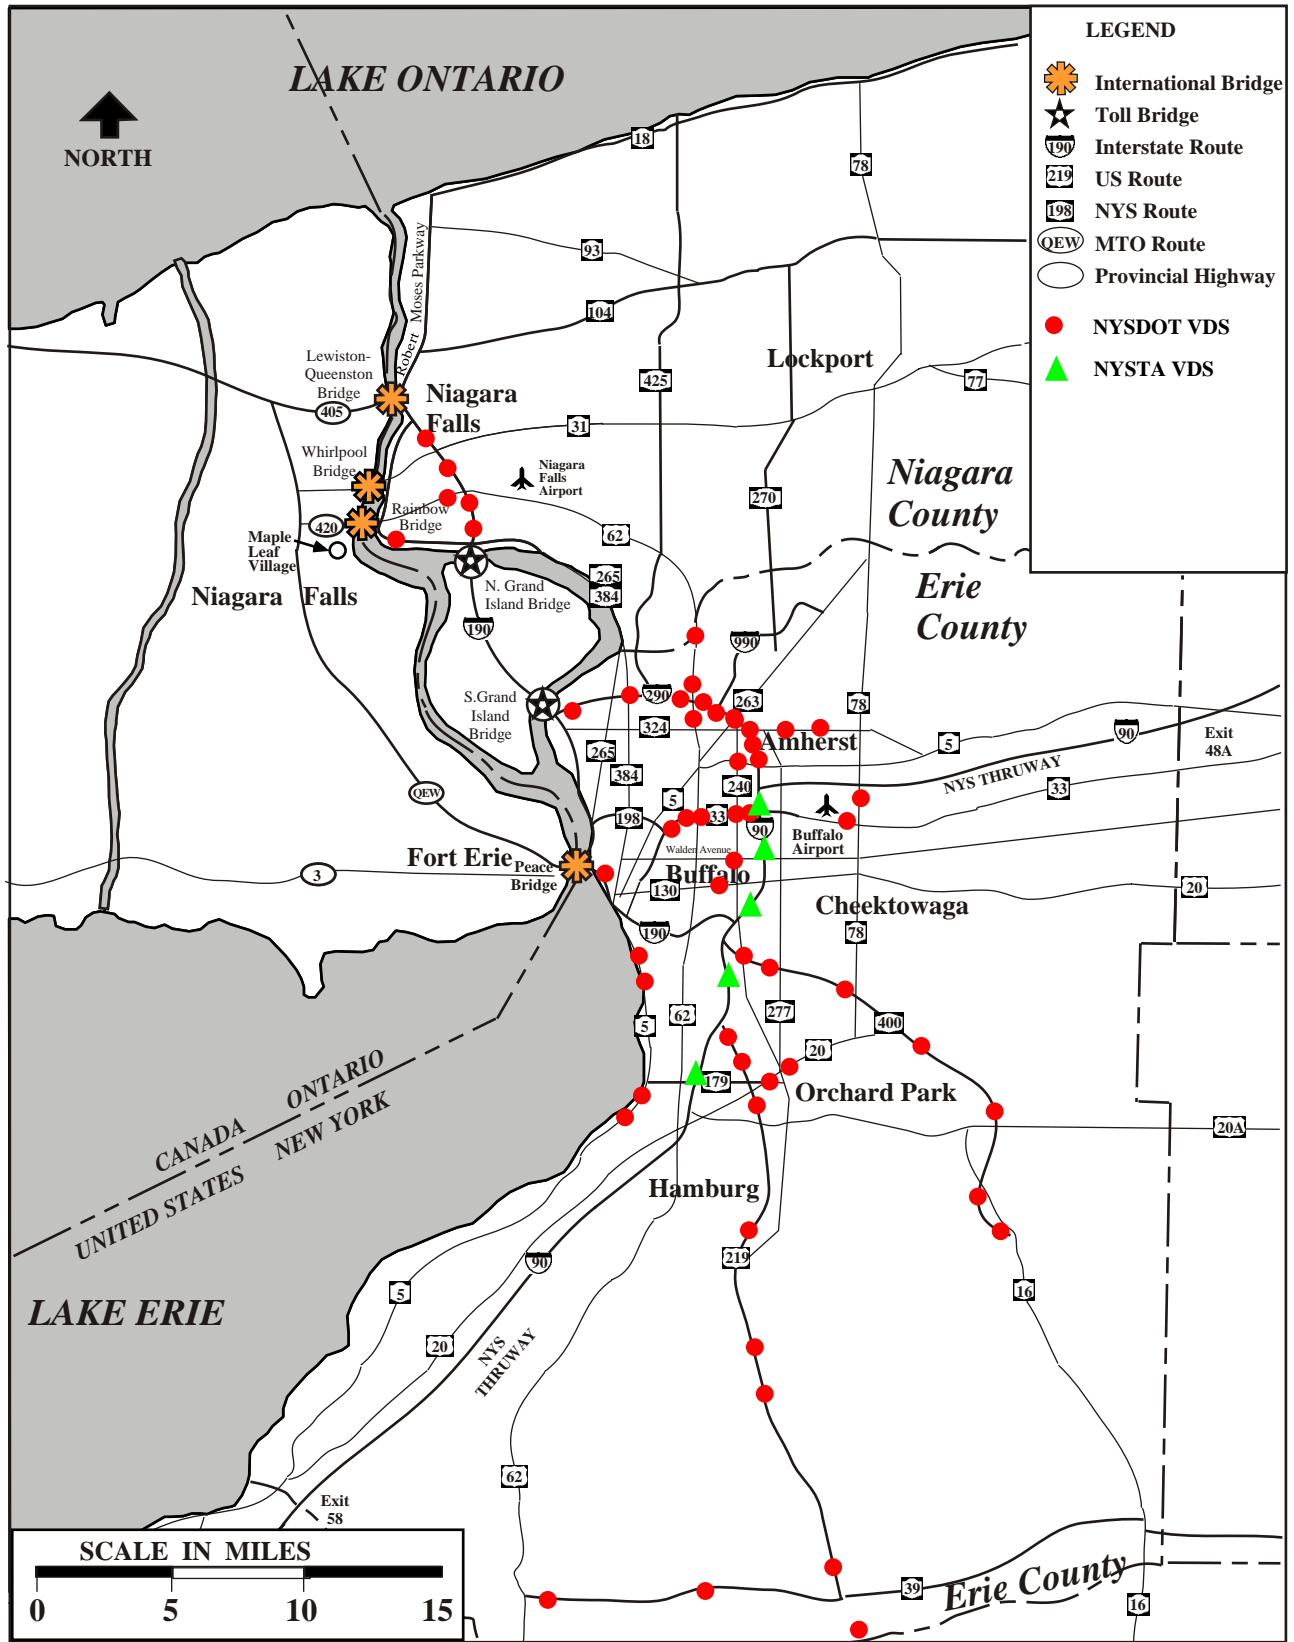 LAKE ONTARIO
NORTH
LEGEND
International Bridge
Toll Bridge
190
Interstate Route
219
US Route
198
NYS Route
QEW
MTO Route
Provincial Highway
NYSDOT VDS
NYSTA VDS
18
78
Robert Moses Parkway
93
104
Lewiston-
Queenston
Bridge
405
Niagara
Falls
Lockport
425
77
31
Whirlpool
Bridge
Niagara
Falls
Airport
270
Niagara
County
420
Rainbow
Bridge
Maple
Leaf
Village
62
Niagara Falls
N. Grand
Island Bridge
265
384
Erie
County
190
990
S.Grand
Island
Bridge
290
263
78
324
Amherst
5
90
Exit
48A
265
384
240
NYS THRUWAY
33
QEW
5
198
33
90
Buffalo
Airport
Walden Avenue
Fort Erie
Peace
Bridge
3
Buffalo
130
20
Cheektowaga
190
78
5
62
277
400
20
179
Orchard Park
ONTARIO
CANADA
NEW YORK
UNITED STATES
20A
Hamburg
219
90
5
16
LAKE ERIE
20
NYS
THRUWAY
62
Exit
58
SCALE IN MILES
0 5 10 15
39
Erie County
16